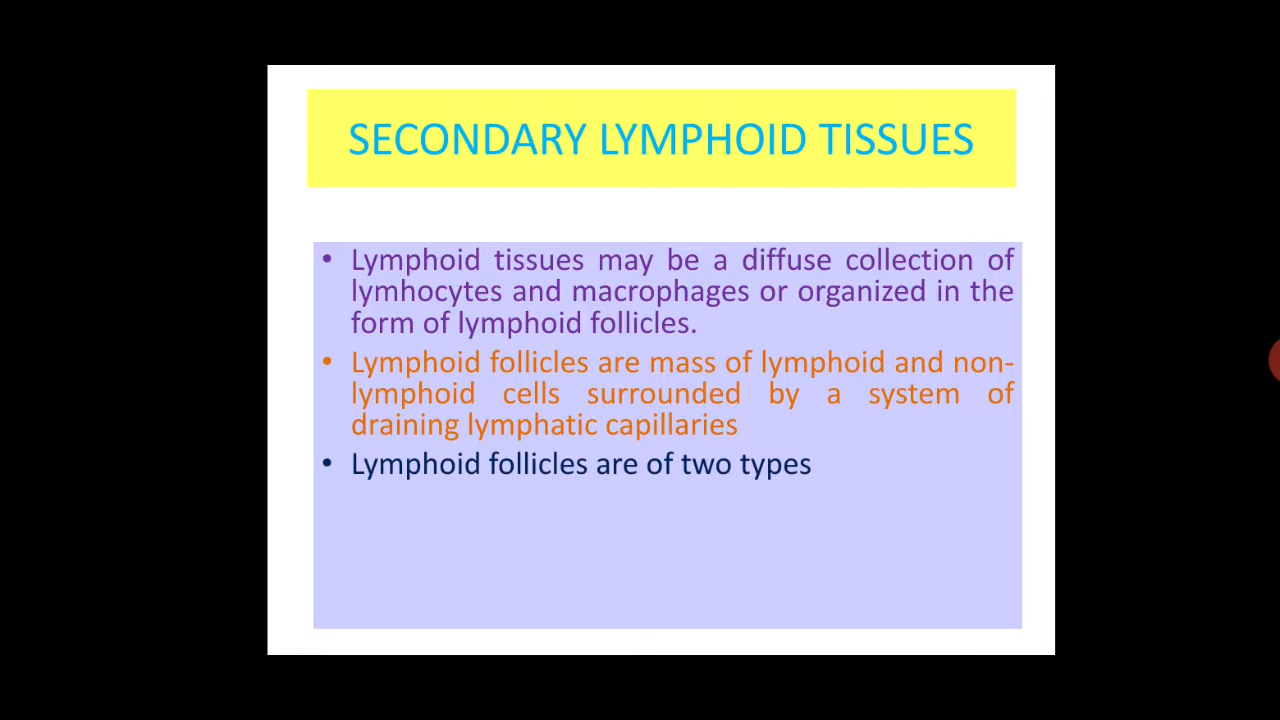 SECONDARY LYMPHOID TISSUES
• Lymphoid tissues may be a diffuse collection of
lymhocytes and macrophages or organized in the
form of lymphoid follicles.
• Lymphoid follicles are mass of lymphoid and non-
lymphoid cells surrounded by a system of
draining lymphatic capillaries
• Lymphoid follicles are of two types